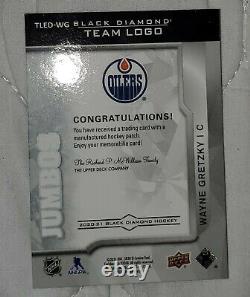 TLED-WG BLACK DIAMOND
TEAM LOGO
OILERS
CONGRATULATIONS!
You have received a trading card with a
manufactured hockey patch.
Enjoy your memorabilia card!
The Richard P. McWilliam Family
THE UPPER DECK COMPANY
2020-21 BLACK DIAMOND HOCKEY
JUMBOS
WAYNE GRETZKY | C